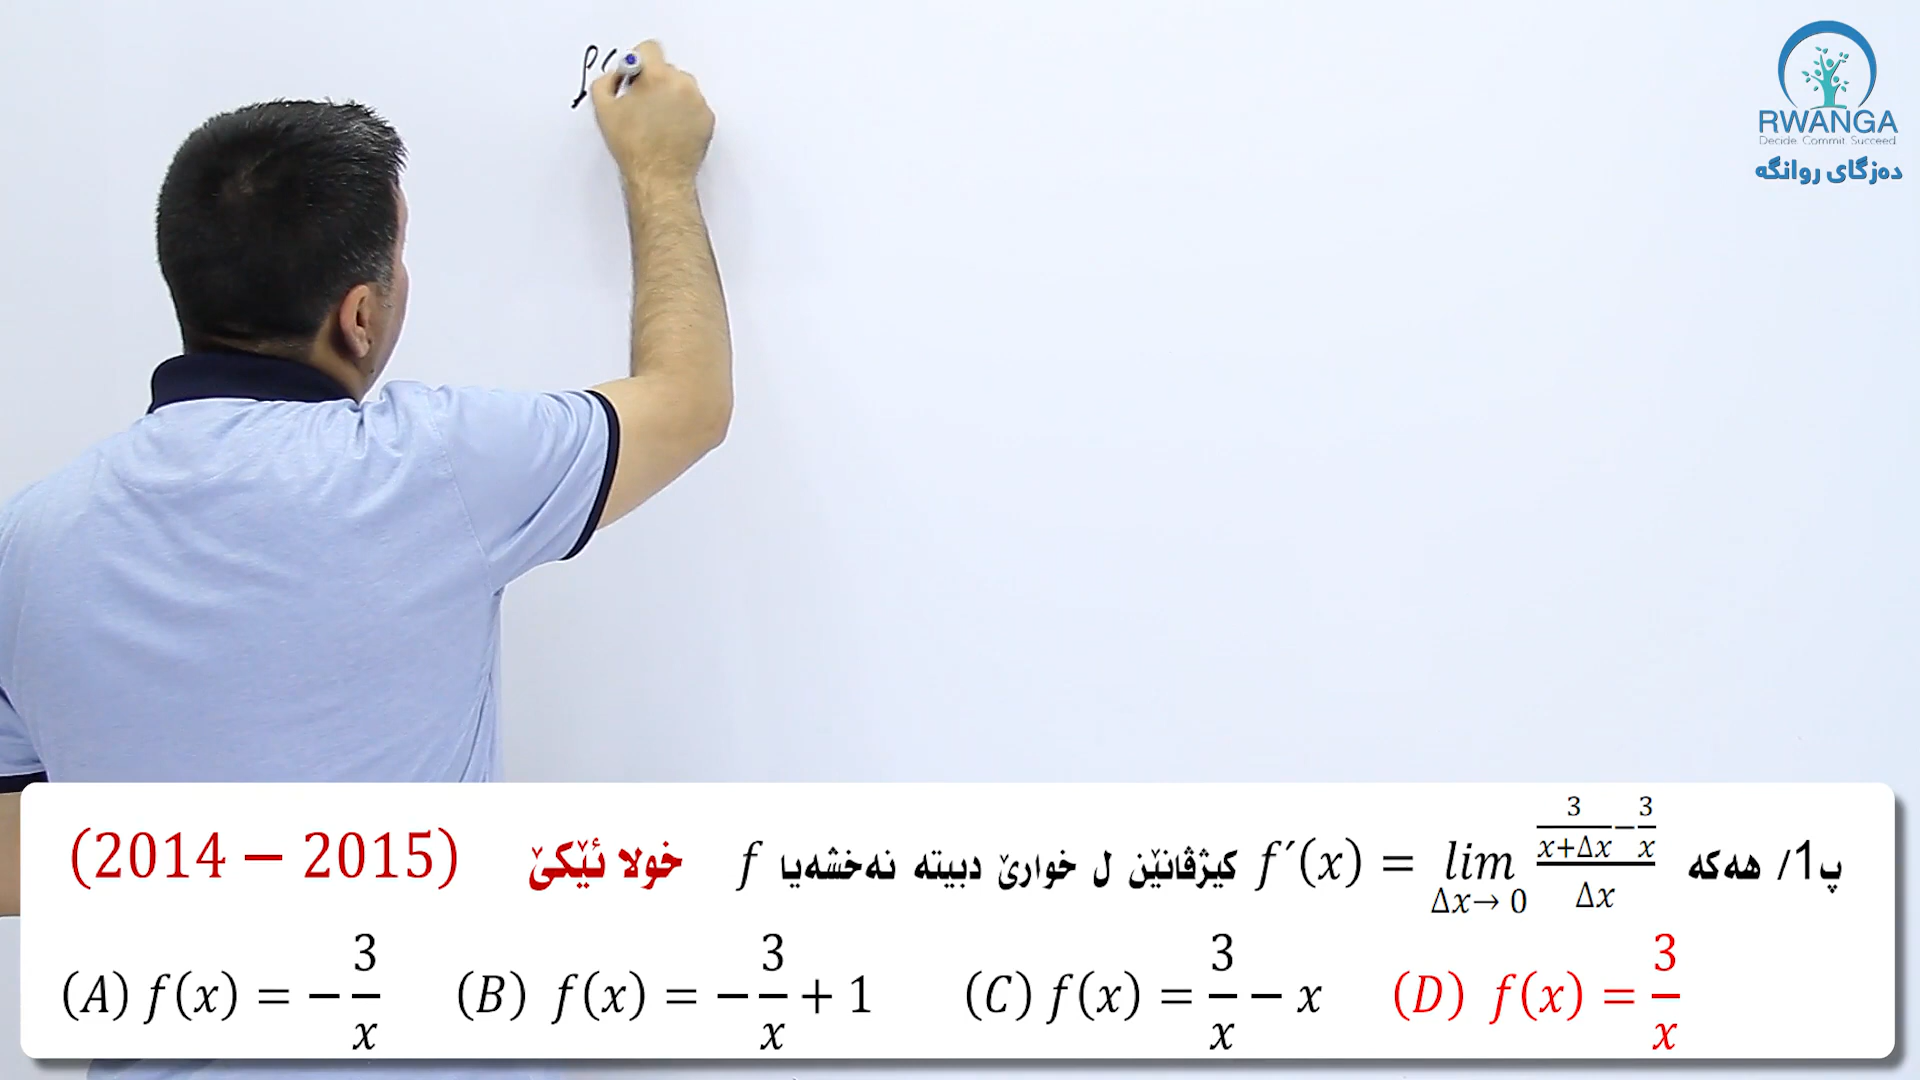 f(
RWANGA
Decide. Commit. Succeed.
دەزگای روانگە
پ1/ هەکە f´(x) = lim Δx→0 (3/(x+Δx) − 3/x)/Δx کیژڤانێن ل خوارێ دبیتە نەخشەیا f خولا ئێکێ (2014 − 2015)
(A) f(x) = −3/x (B) f(x) = −3/x + 1 (C) f(x) = 3/x − x (D) f(x) = 3/x